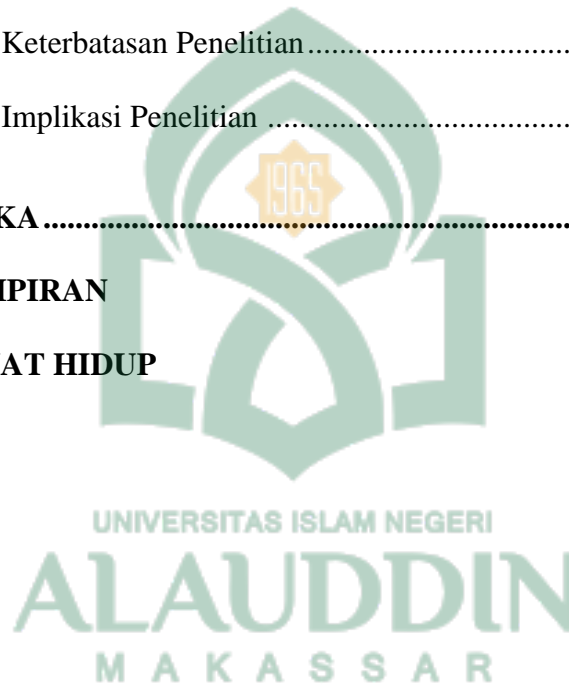 Keterbatasan Penelitian..................................
Implikasi Penelitian .......................................
KA.....................................................................
IPIRAN
AT HIDUP
1965
UNIVERSITAS ISLAM NEGERI
ALAUDDIN
MAKASSAR